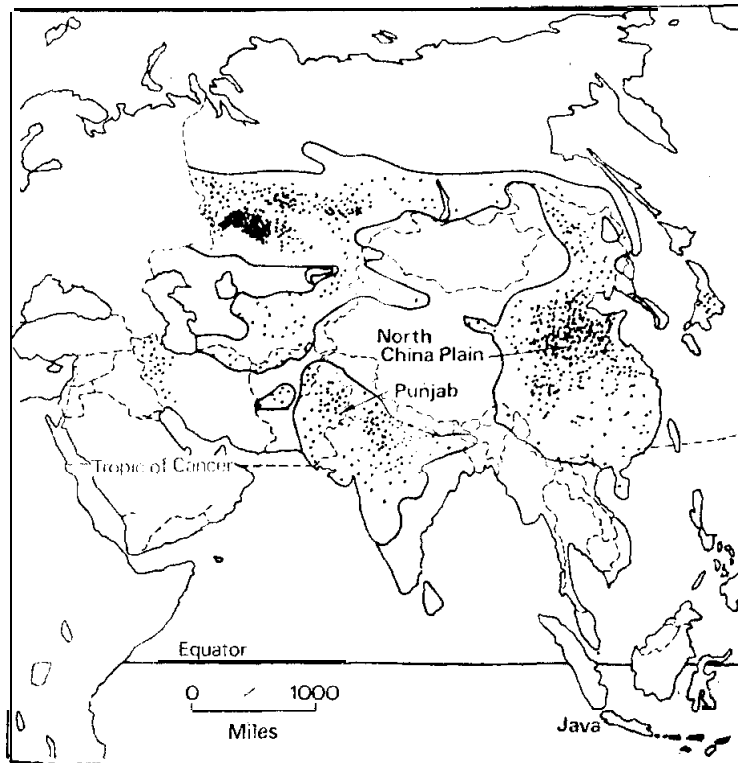 North
China Plain
Punjab
Tropic of Cancer
Equator
0 1000
Miles
Java